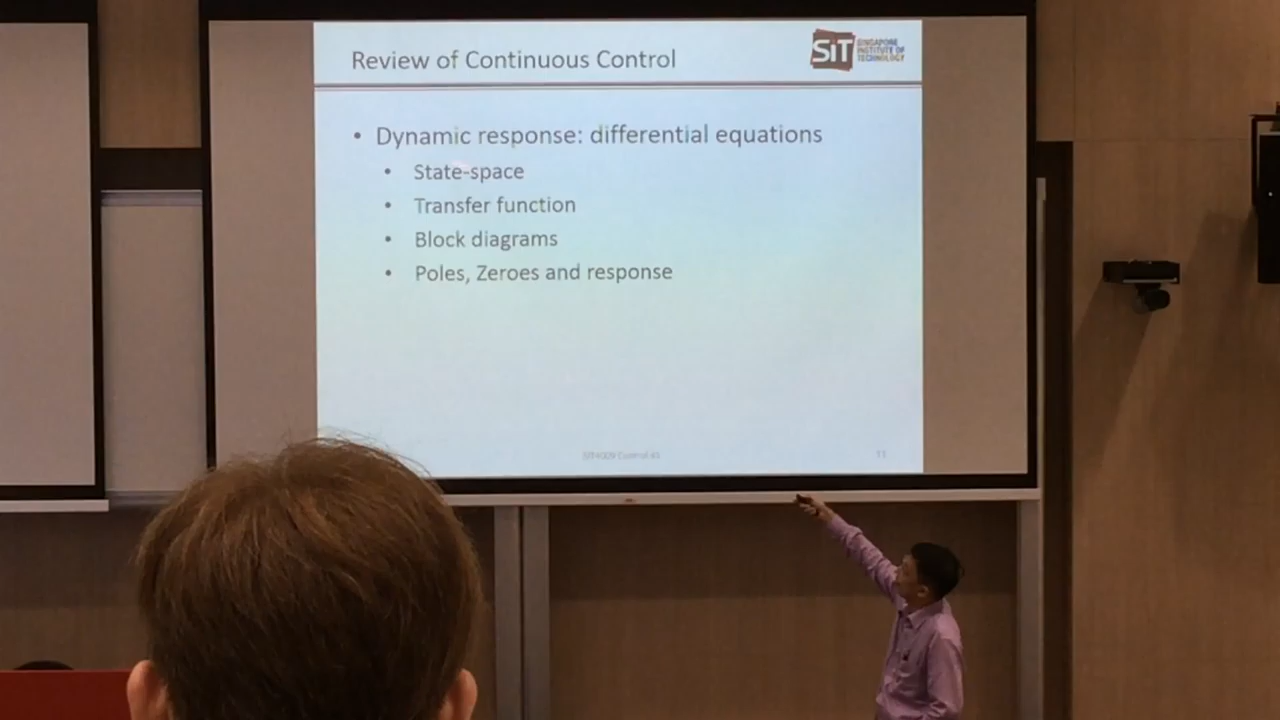 Review of Continuous Control
SiT
SINGAPORE
INSTITUTE OF
TECHNOLOGY
• Dynamic response: differential equations
• State-space
• Transfer function
• Block diagrams
• Poles, Zeroes and response
11